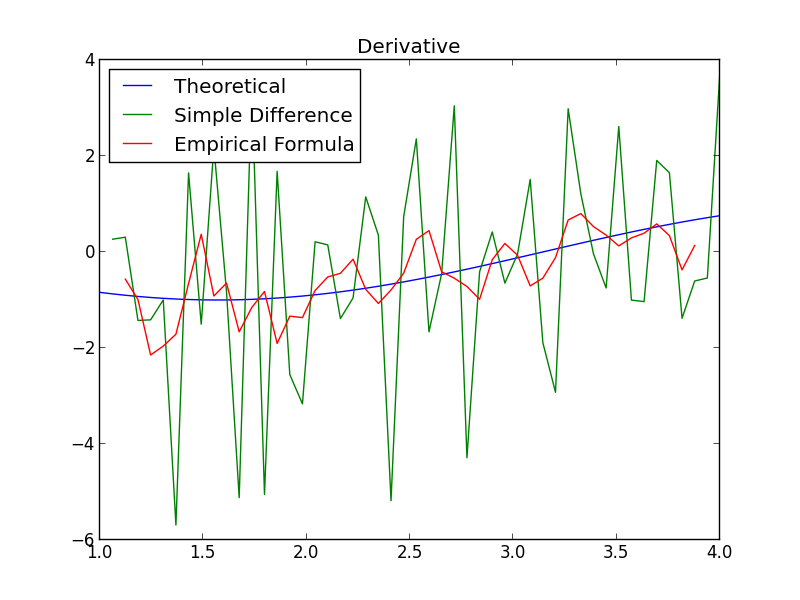 Derivative
Theoretical
Simple Difference
Empirical Formula
4
2
0
−2
−4
−6
1.0 1.5 2.0 2.5 3.0 3.5 4.0